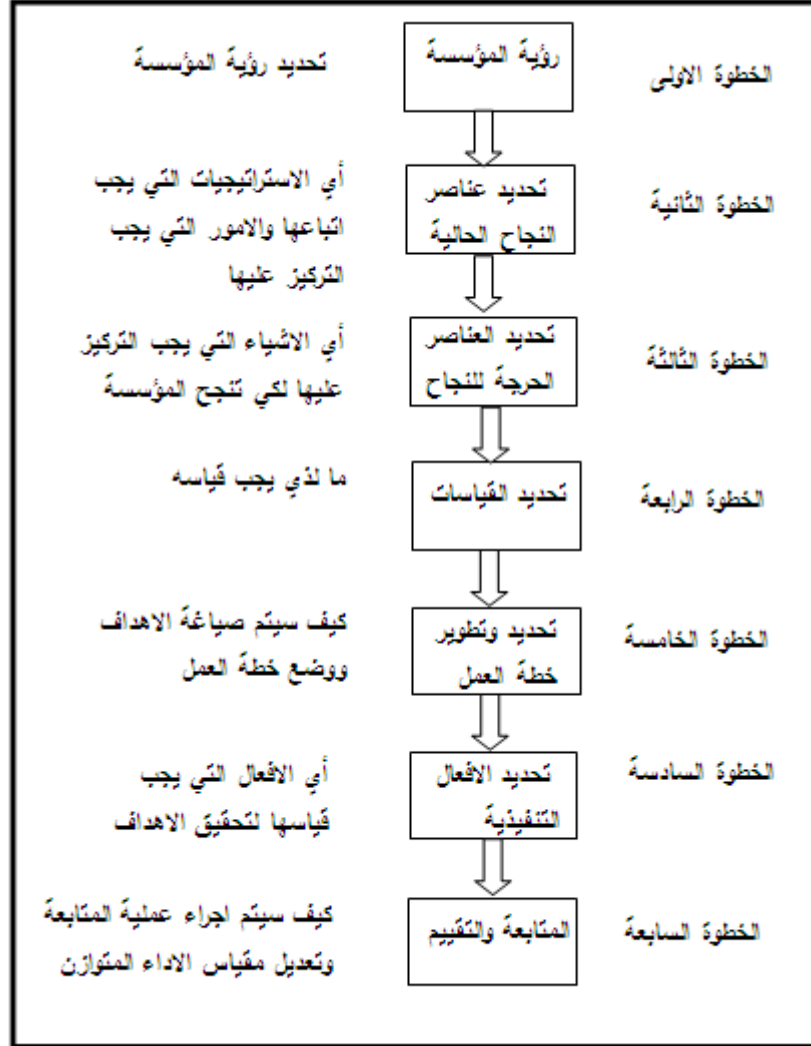 الخطوة الاولى
رؤية المؤسسة
تحديد رؤية المؤسسة
الخطوة الثانية
تحديد عناصر
النجاح الحالية
أي الاستراتيجيات التي يجب
اتباعها والامور التي يجب
التركيز عليها
الخطوة الثالثة
تحديد العناصر
الحرجة للنجاح
أي الاشياء التي يجب التركيز
عليها لكي تنجح المؤسسة
الخطوة الرابعة
تحديد القياسات
ما لذي يجب قياسه
الخطوة الخامسة
تحديد وتطوير
خطة العمل
كيف سيتم صياغة الاهداف
ووضع خطة العمل
الخطوة السادسة
تحديد الافعال
التنفيذية
أي الافعال التي يجب
قياسها لتحقيق الاهداف
الخطوة السابعة
المتابعة والتقييم
كيف سيتم اجراء عملية المتابعة
وتعديل مقياس الاداء المتوازن